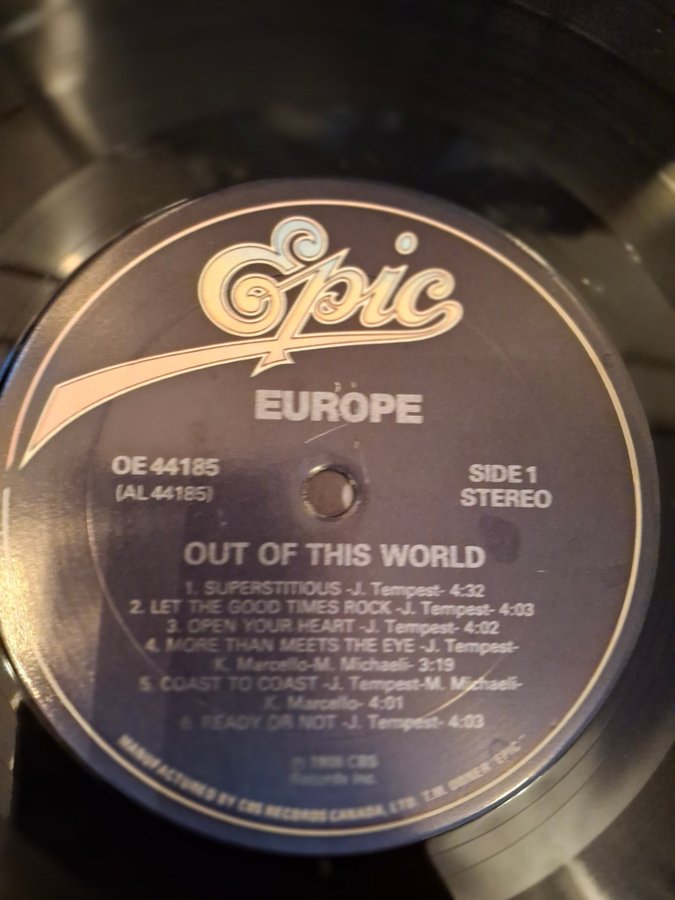 Epic
EUROPE
OE 44185
(AL 44185)
SIDE 1
STEREO
OUT OF THIS WORLD
1. SUPERSTITIOUS -J. Tempest- 4:32
2. LET THE GOOD TIMES ROCK -J. Tempest- 4:03
3. OPEN YOUR HEART -J. Tempest- 4:02
4. MORE THAN MEETS THE EYE -J. Tempest-
K. Marcello-M. Michaeli- 3:19
5. COAST TO COAST -J. Tempest-M. Michaeli-
K. Marcello- 4:01
6. READY OR NOT -J. Tempest- 4:03
℗ 1988 CBS
Records Inc.
MANUFACTURED BY CBS RECORDS CANADA, LTD. T.M. OWNER "EPIC"